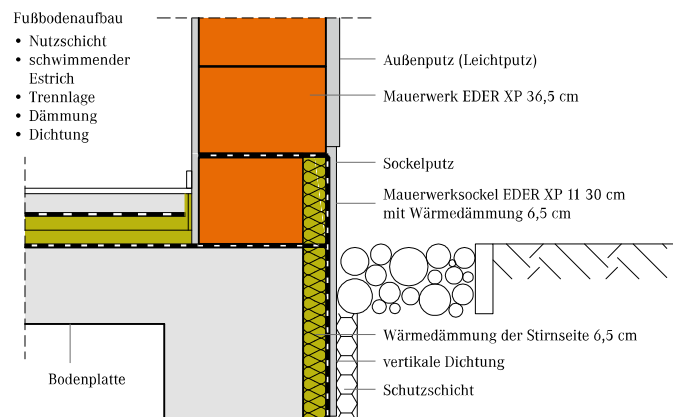 Fußbodenaufbau
• Nutzschicht
• schwimmender
Estrich
• Trennlage
• Dämmung
• Dichtung
Außenputz (Leichtputz)
Mauerwerk EDER XP 36,5 cm
Sockelputz
Mauerwerksockel EDER XP 11 30 cm
mit Wärmedämmung 6,5 cm
Wärmedämmung der Stirnseite 6,5 cm
vertikale Dichtung
Schutzschicht
Bodenplatte